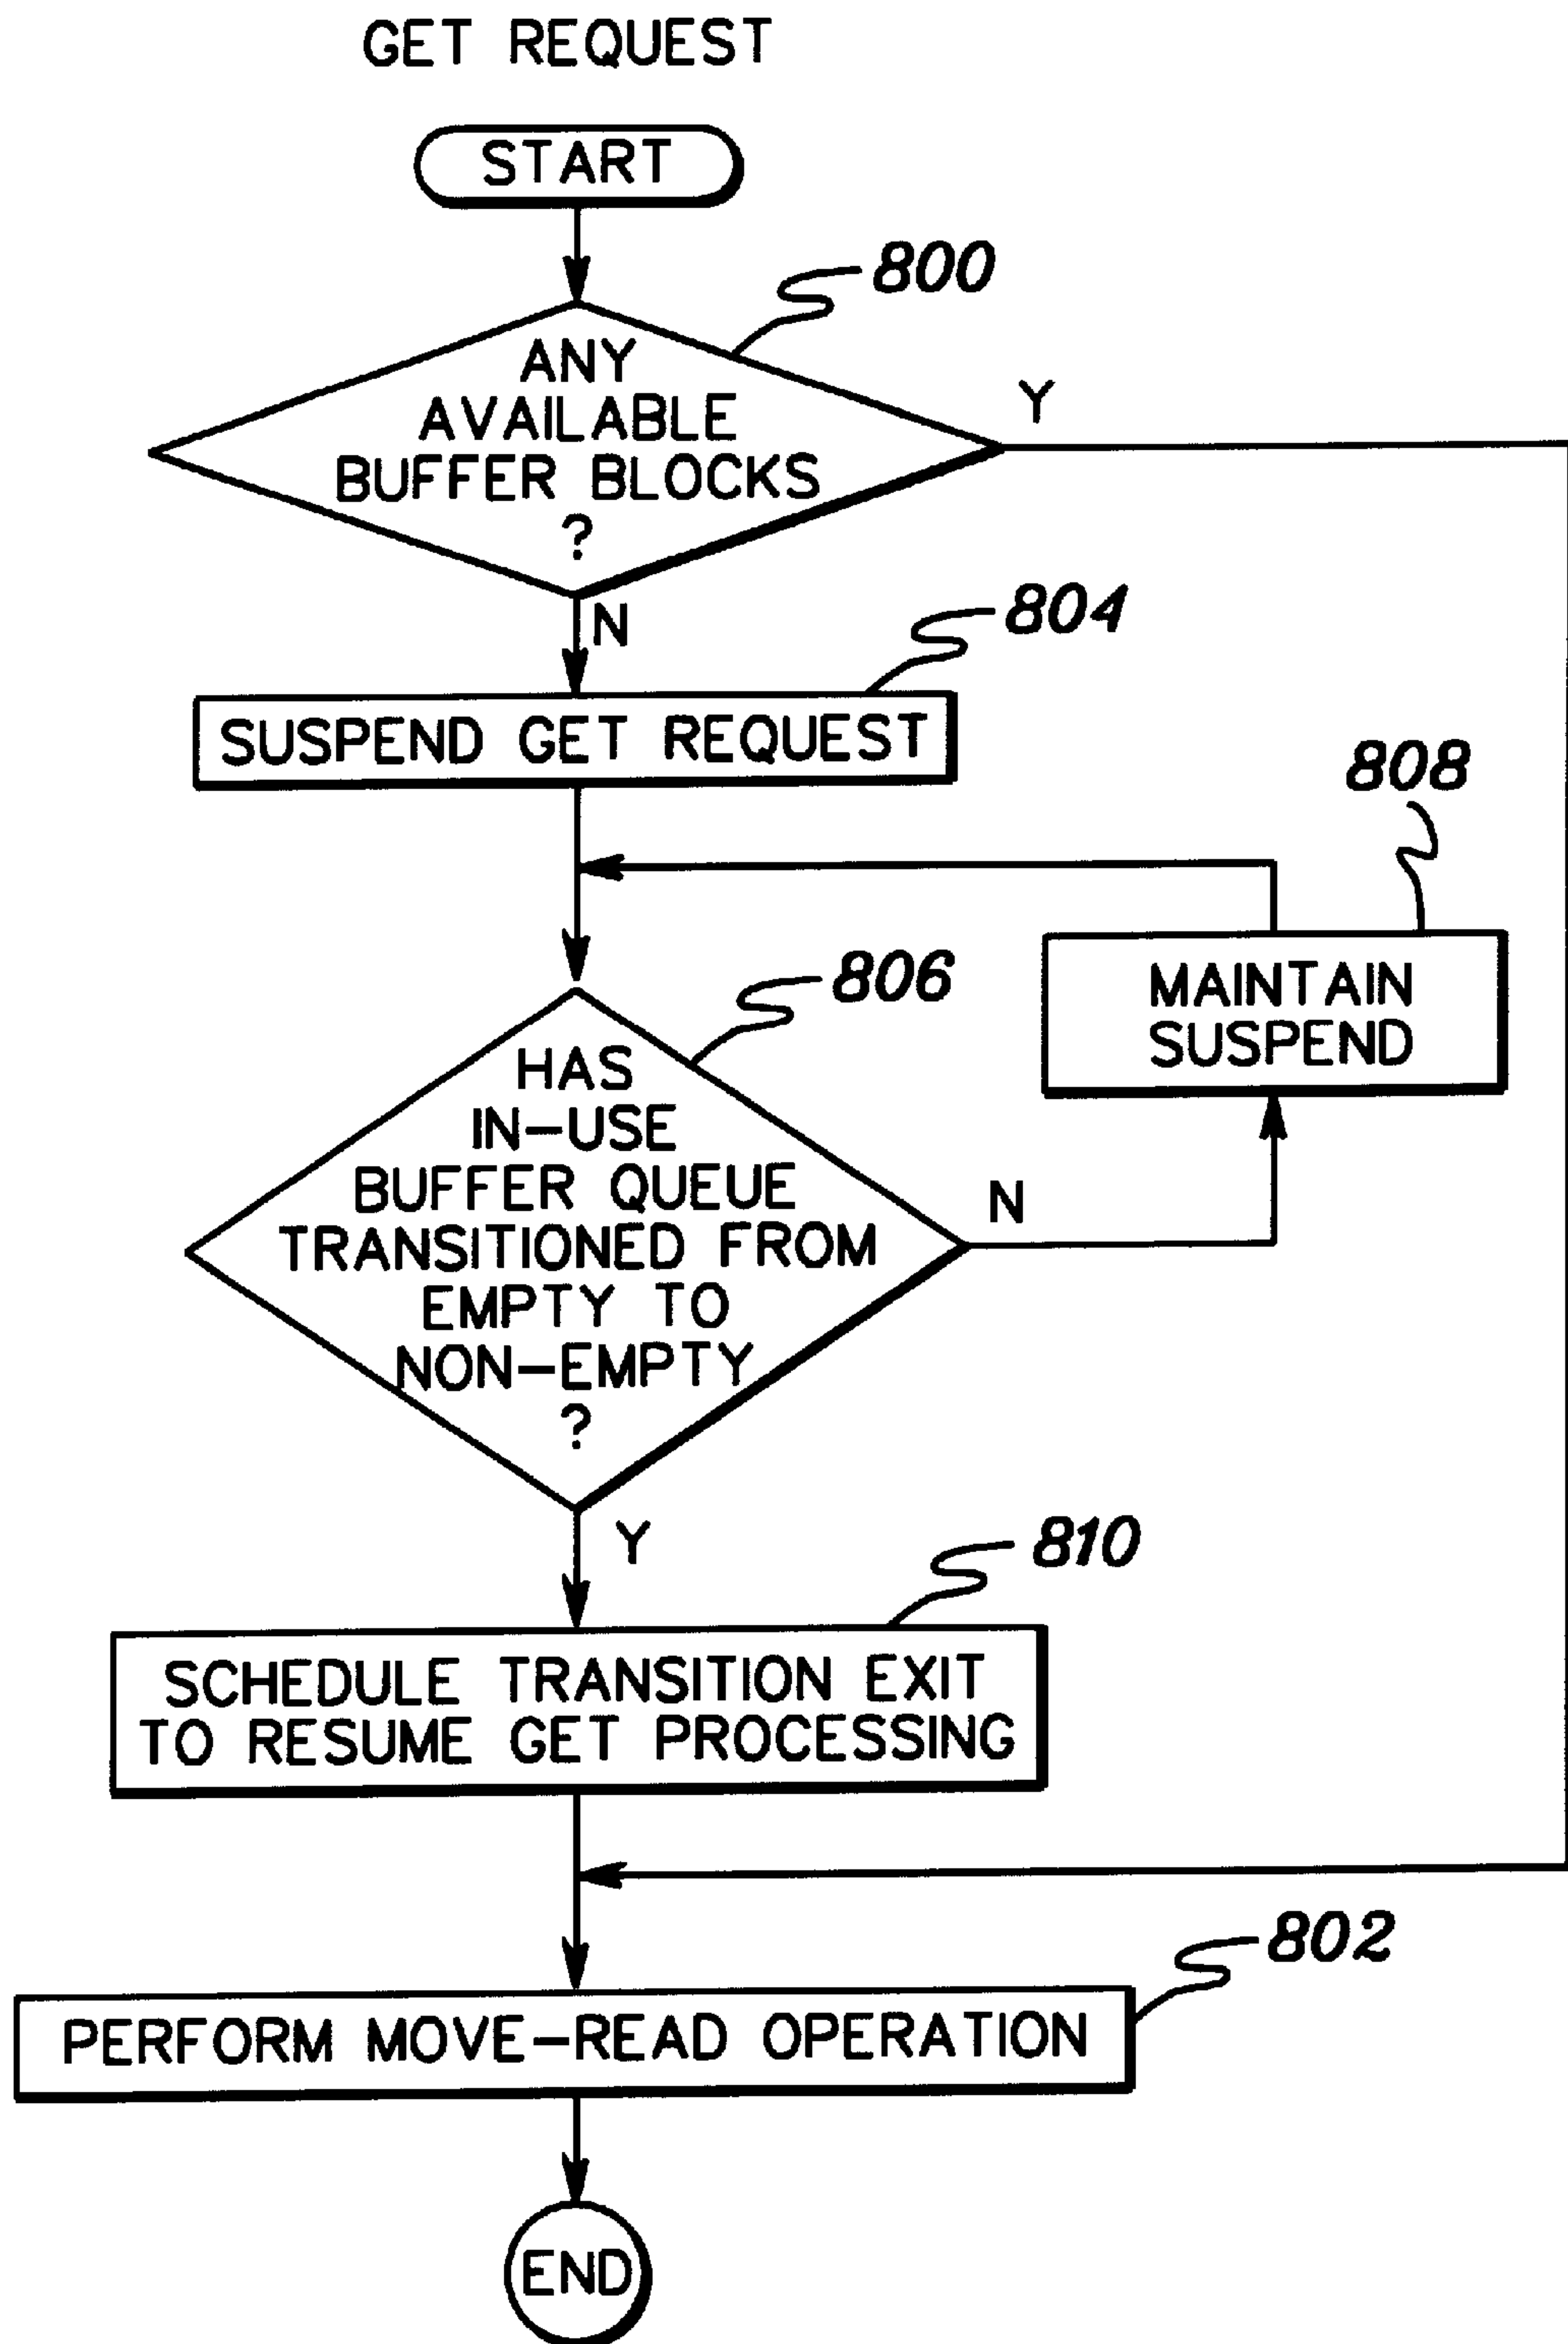 GET REQUEST
START
800
ANY
AVAILABLE
BUFFER BLOCKS
?
Y
N
804
SUSPEND GET REQUEST
808
MAINTAIN
SUSPEND
806
HAS
IN-USE
BUFFER QUEUE
TRANSITIONED FROM
EMPTY TO
NON-EMPTY
?
N
Y
810
SCHEDULE TRANSITION EXIT
TO RESUME GET PROCESSING
802
PERFORM MOVE-READ OPERATION
END